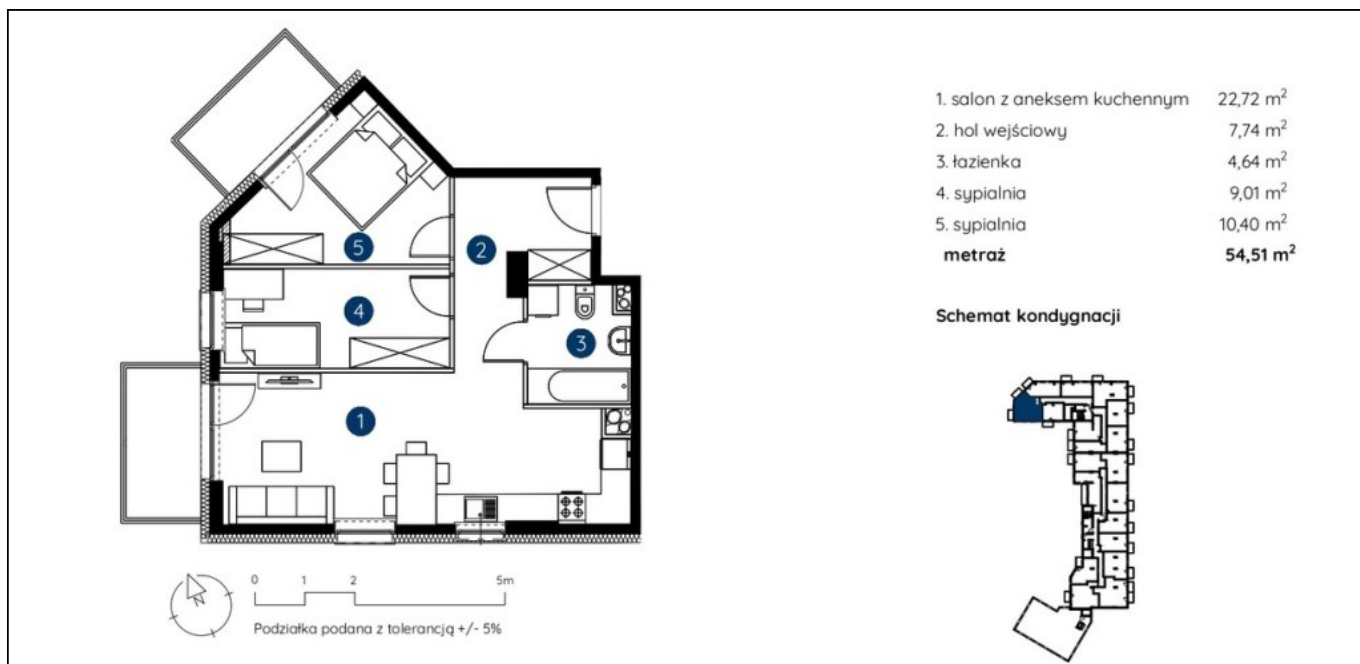 1. salon z aneksem kuchennym 22,72 m²
2. hol wejściowy 7,74 m²
3. łazienka 4,64 m²
4. sypialnia 9,01 m²
5. sypialnia 10,40 m²
metraż 54,51 m²
Schemat kondygnacji
5
2
4
3
1
N
0 1 2 5m
Podziałka podana z tolerancją +/- 5%